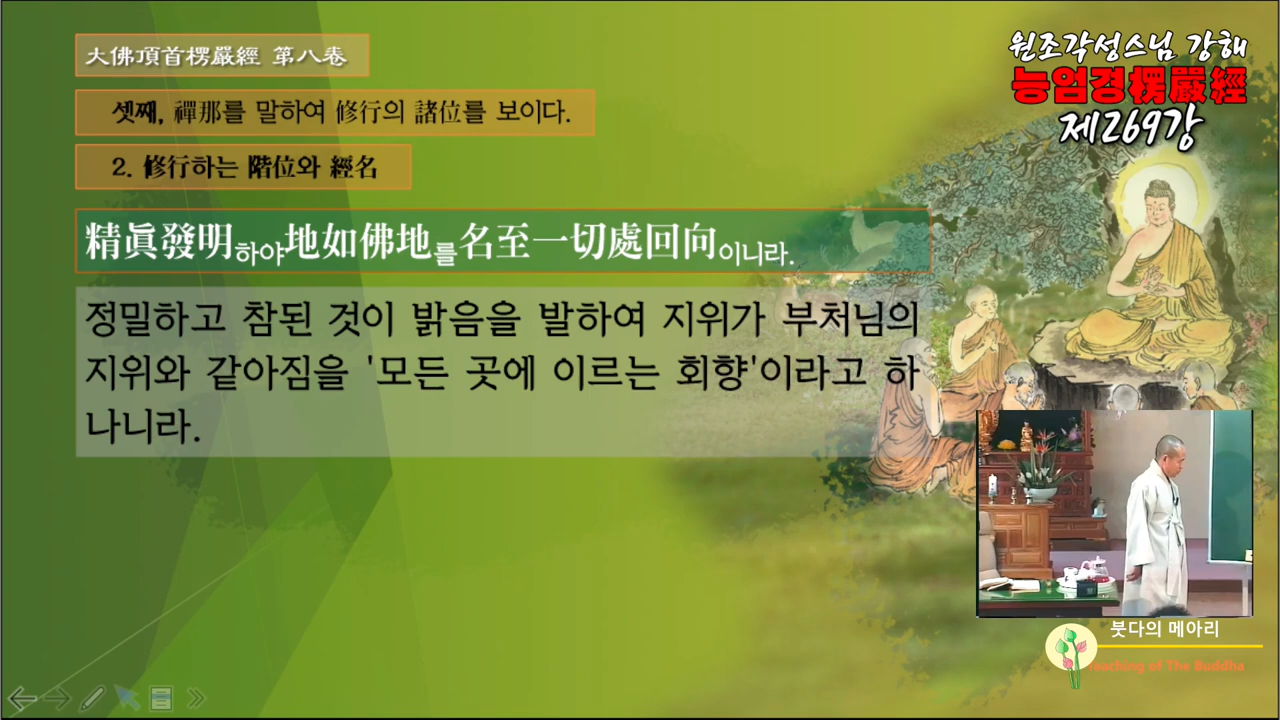 大佛頂首楞嚴經 第八卷
셋째, 禪那를 말하여 修行의 諸位를 보이다.
2. 修行하는 階位와 經名
精眞發明하야地如佛地를名至一切處回向이니라.
정밀하고 참된 것이 밝음을 발하여 지위가 부처님의
지위와 같아짐을 '모든 곳에 이르는 회향'이라고 하
나니라.
원조각성스님 강해
능엄경楞嚴經
제269강
붓다의 메아리
Teaching of The Buddha